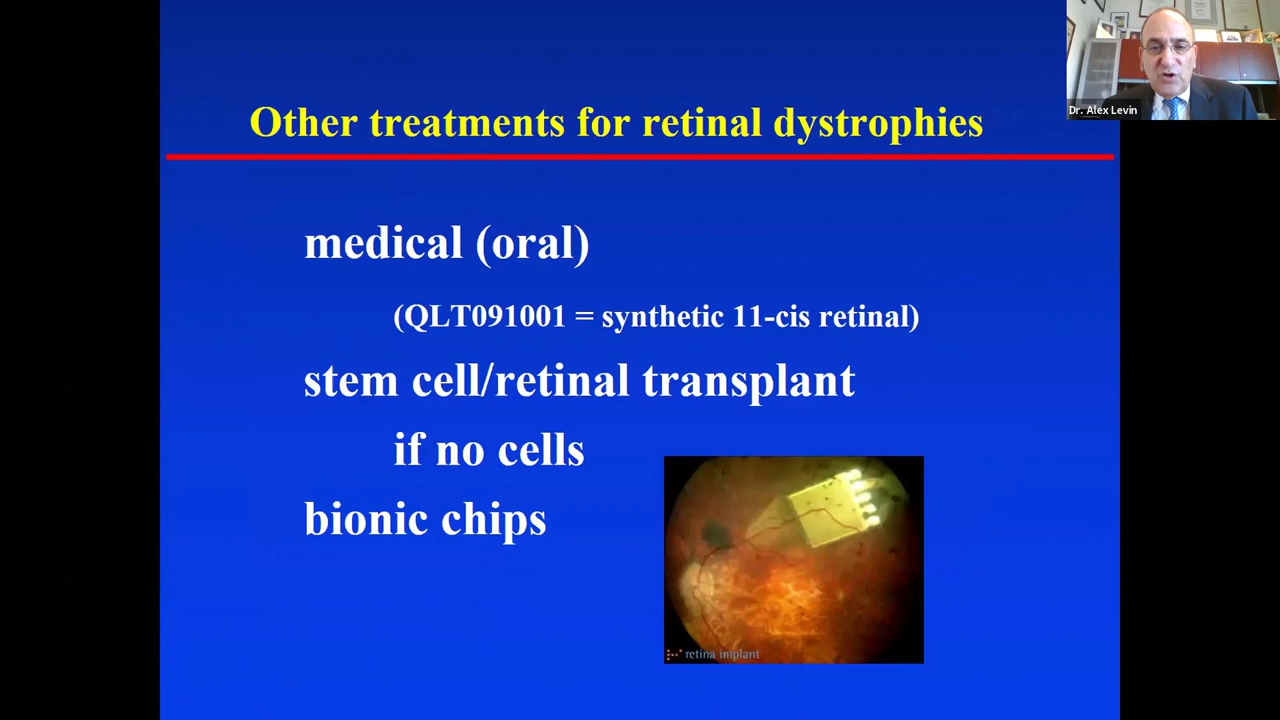 Other treatments for retinal dystrophies
medical (oral)
(QLT091001 = synthetic 11-cis retinal)
stem cell/retinal transplant
if no cells
bionic chips
retina implant
Dr. Alex Levin